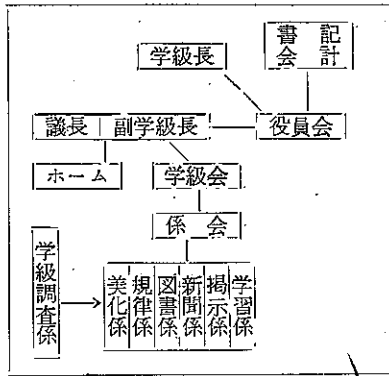 学級長
書記
会計
議長
副学級長
役員会
ホーム
学級会
係会
学級調査係
美化係
規律係
図書係
新聞係
掲示係
学習係